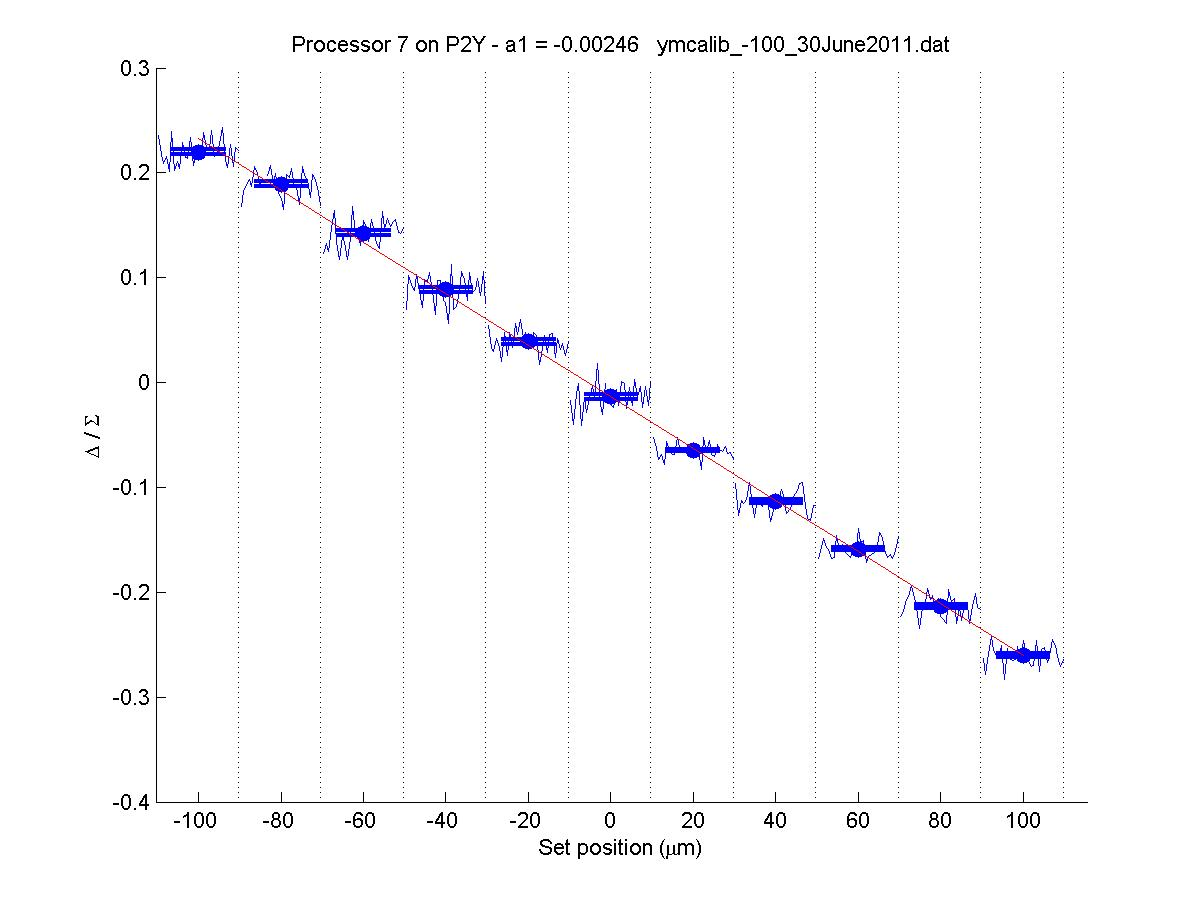 Processor 7 on P2Y - a1 = -0.00246   ymcalib_-100_30June2011.dat
0.3
0.2
0.1
0
-0.1
-0.2
-0.3
-0.4
Δ / Σ
-100 -80 -60 -40 -20 0 20 40 60 80 100
Set position (μm)